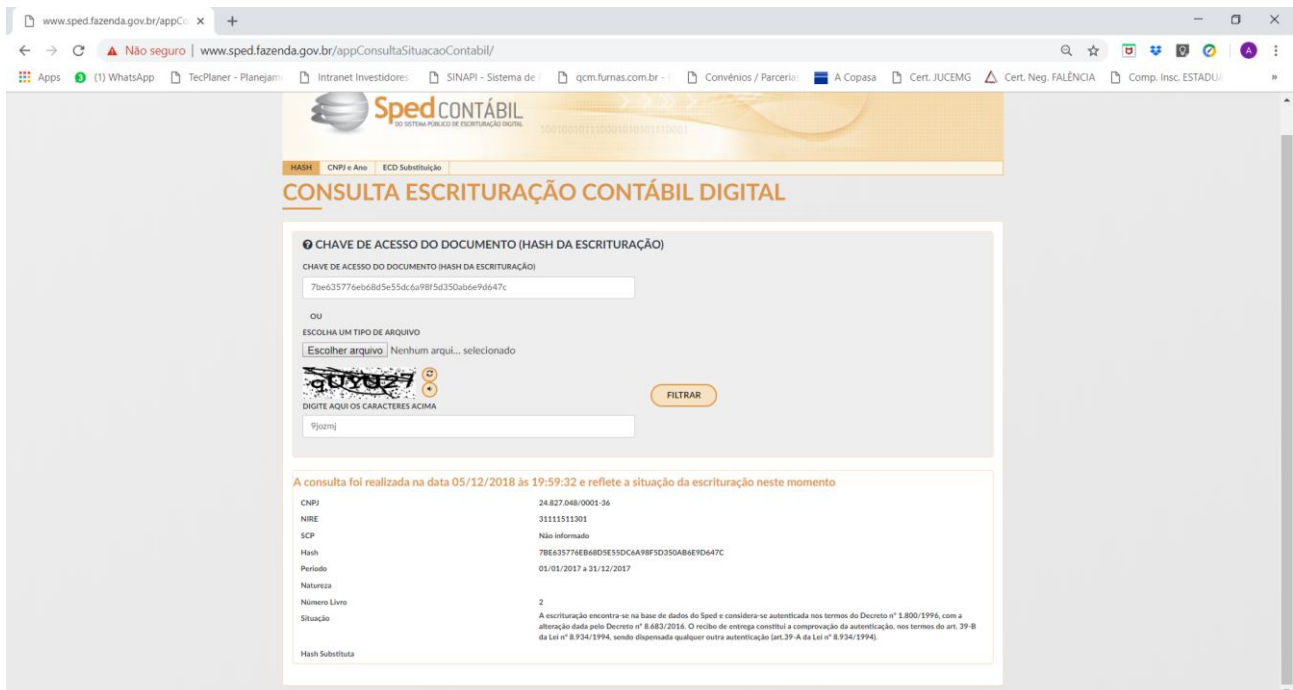 www.sped.fazenda.gov.br/appCo
Não seguro | www.sped.fazenda.gov.br/appConsultaSituacaoContabil/
Apps (1) WhatsApp TecPlaner - Planejam Intranet Investidores SINAPI - Sistema de qcm.furnas.com.br - Convênios / Parcerias A Copasa Cert. JUCEMG Cert. Neg. FALÊNCIA Comp. Insc. ESTADUA »
Sped CONTÁBIL
DO SISTEMA PÚBLICO DE ESCRITURAÇÃO DIGITAL
HASH CNPJ e Ano ECD Substituição
CONSULTA ESCRITURAÇÃO CONTÁBIL DIGITAL
CHAVE DE ACESSO DO DOCUMENTO (HASH DA ESCRITURAÇÃO)
CHAVE DE ACESSO DO DOCUMENTO (HASH DA ESCRITURAÇÃO)
7be635776eb68d5e55dc6a98f5d350ab6e9d647c
OU
ESCOLHA UM TIPO DE ARQUIVO
Escolher arquivo Nenhum arqui... selecionado
qUYU27
FILTRAR
DIGITE AQUI OS CARACTERES ACIMA
9jozmj
A consulta foi realizada na data 05/12/2018 às 19:59:32 e reflete a situação da escrituração neste momento
CNPJ 24.827.048/0001-36
NIRE 31111511301
SCP Não informado
Hash 7BE635776EB68D5E55DC6A98F5D350AB6E9D647C
Período 01/01/2017 a 31/12/2017
Natureza
Número Livro 2
Situação A escrituração encontra-se na base de dados do Sped e considera-se autenticada nos termos do Decreto nº 1.800/1996, com a
alteração dada pelo Decreto nº 8.683/2016. O recibo de entrega constitui a comprovação da autenticação, nos termos do art. 39-B
da Lei nº 8.934/1994, sendo dispensada qualquer outra autenticação (art.39-A da Lei nº 8.934/1994).
Hash Substituta